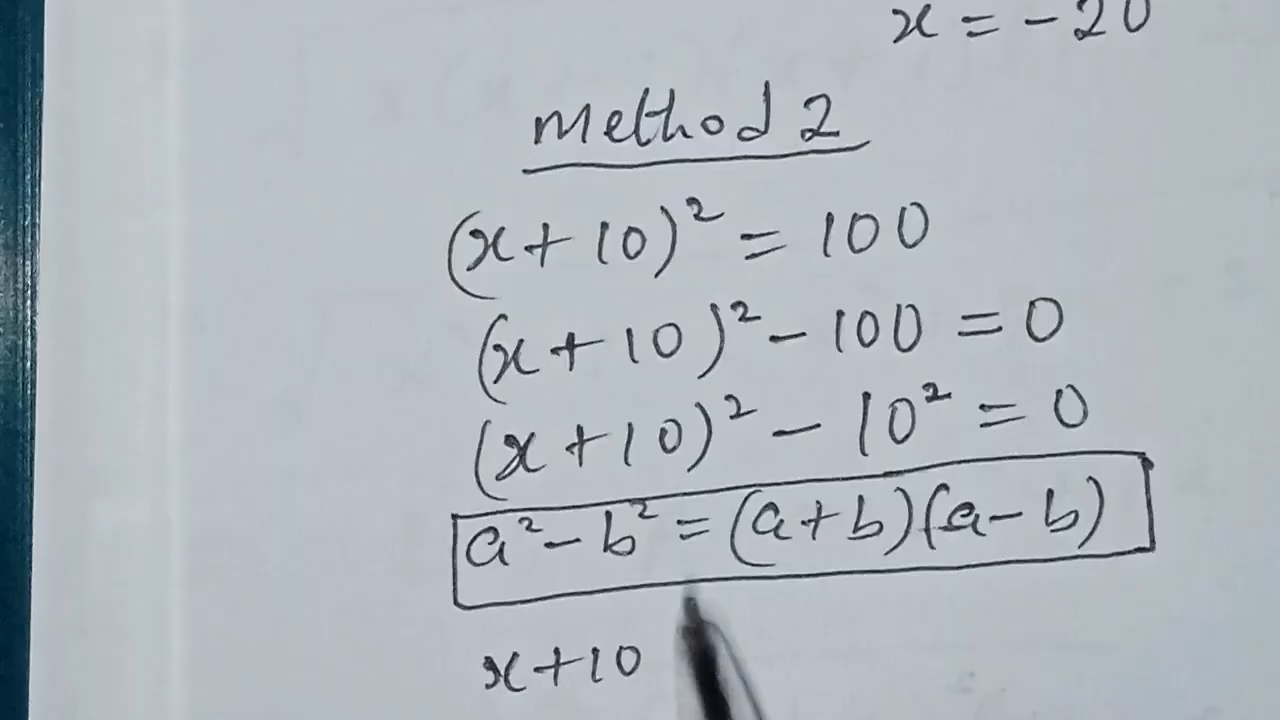 x = -20
method 2
(x + 10)² = 100
(x + 10)² - 100 = 0
(x + 10)² - 10² = 0
a² - b² = (a + b)(a - b)
x + 10